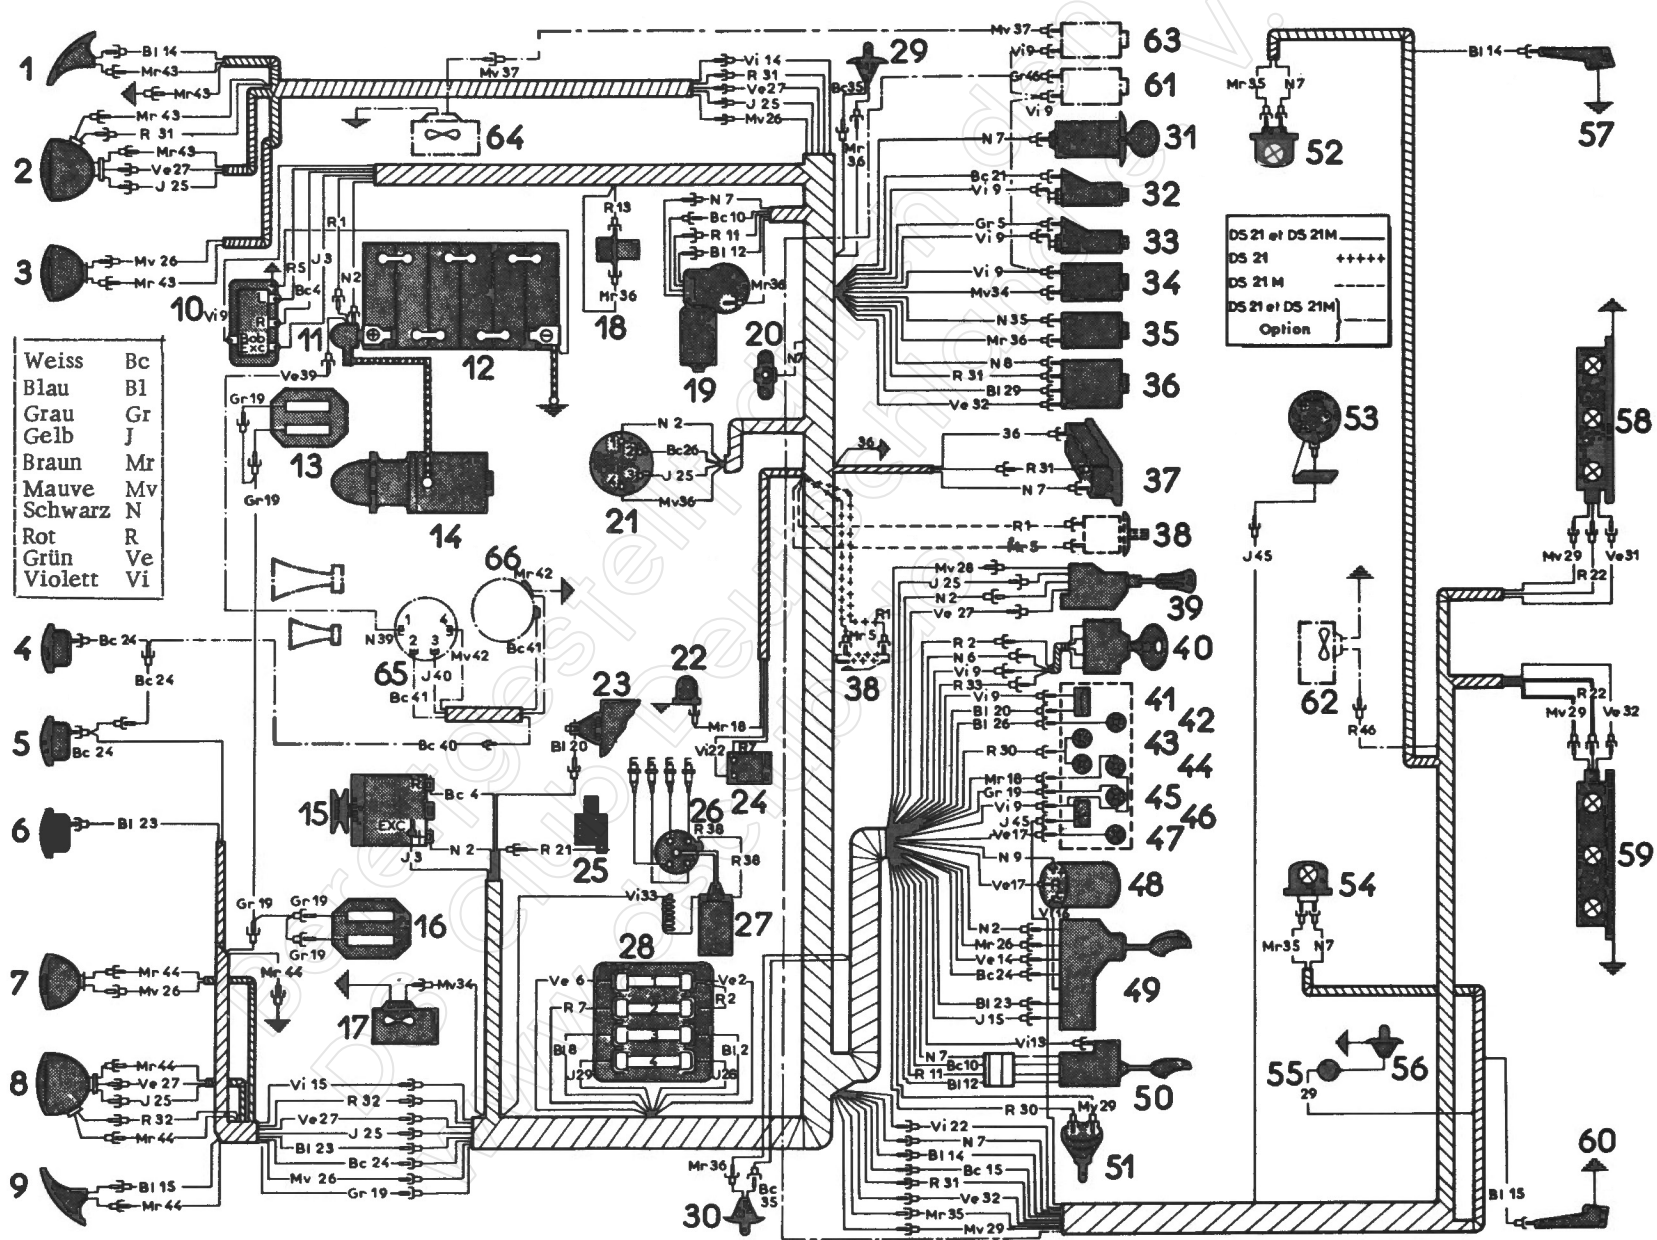 1
Bl 14
Mr 43
Mr 43
Mr 43
R 31
2
Mr 43
Ve 27
J 25
3
Mv 26
Mr 43
Mv 37
64
Vi 14
R 31
Ve 27
J 25
Mv 26
29
Bc 35
Mr 36
Mv 37
63
Vi 9
Gr 46
61
Vi 9
N 7
31
Bc 21
Vi 9
32
Gr 5
Vi 9
33
Vi 9
Mv 34
34
N 35
Mr 36
35
N 8
R 31
Bl 29
Ve 32
36
Mr 35
N 7
52
Bl 14
57
DS 21 et DS 21 M
DS 21 +++++
DS 21 M
DS 21 et DS 21M
Option
R 1
J 3
N 2
R 5
Bc 4
10
Vi 9
R
Bob
EXC
11
12
R 13
Mr 36
18
N 7
Bc 10
R 11
Bl 12
Mr 36
19
20
N 7
Weiss Bc
Blau Bl
Grau Gr
Gelb J
Braun Mr
Mauve Mv
Schwarz N
Rot R
Grün Ve
Violett Vi
Ve 39
Gr 19
13
Gr 19
14
N 2
Bc 26
J 25
Mv 36
21
36
36
R 31
N 7
37
R 1
38
Mv 28
J 25
N 2
Ve 27
39
R 1
Mr 5
38
R 2
N 6
Vi 9
R 33
40
Vi 9
41
Bl 20
Bl 26
42
43
R 30
44
Mr 18
Gr 19
45
Vi 9
46
J 45
Ve 17
47
N 9
Ve 17
48
Vi 16
N 2
Mr 26
Ve 14
Bc 24
49
Bl 23
J 15
Vi 13
N 7
Bc 10
R 11
Bl 12
50
R 30
Mv 29
51
53
J 45
58
Mv 29
R 22
Ve 31
62
R 46
R 22
Mv 29
Ve 32
59
54
Mr 35
N 7
55
56
29
60
Bl 15
4
Bc 24
Bc 24
5
Bc 24
6
Bl 23
66
Mr 42
1
2
3
4
N 39
65
J 40
Mv 42
Bc 41
Bc 41
Bc 40
15
R
EXC
Bc 4
J 3
N 2
22
23
Bl 20
Mr 18
Vi 22
R 7
24
R 21
25
26
R 38
R 38
Vi 33
27
Gr 19
Gr 19
Gr 19
16
7
Mr 44
Mv 26
Mr 44
Mv 34
17
28
Ve 6
R 7
Bl 8
J 29
1
2
3
4
Ve 2
R 2
Bl 2
J 26
8
Mr 44
Ve 27
J 25
R 32
Mr 44
9
Bl 15
Mr 44
Vi 15
R 32
Ve 27
J 25
Bl 23
Bc 24
Mv 26
Gr 19
Mr 36
Bc 35
30
Vi 22
N 7
Bl 14
Bc 15
R 31
Ve 32
Mr 35
Mv 29